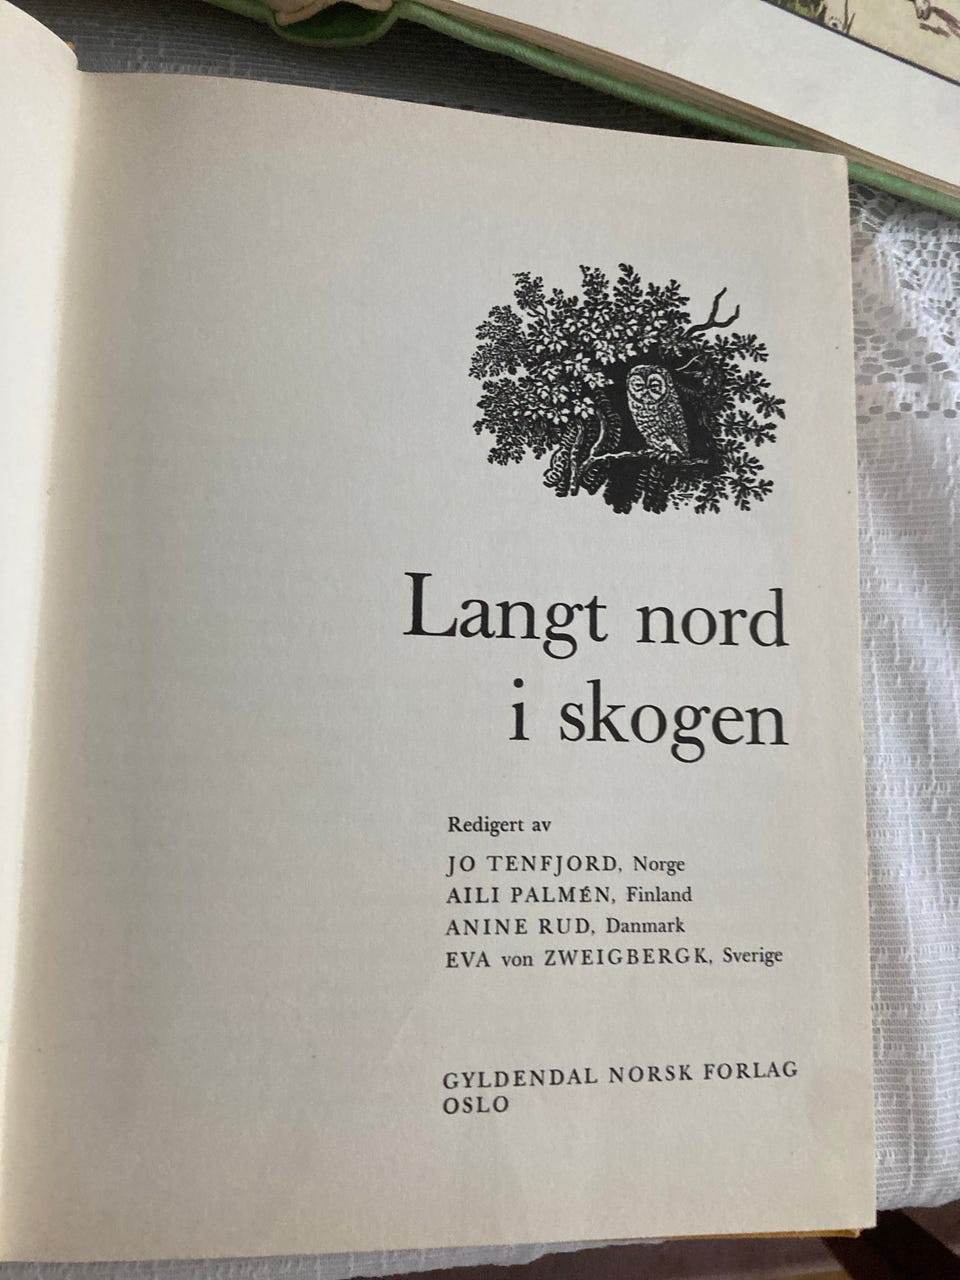 Langt nord
i skogen
Redigert av
JO TENFJORD, Norge
AILI PALMÉN, Finland
ANINE RUD, Danmark
EVA von ZWEIGBERGK, Sverige
GYLDENDAL NORSK FORLAG
OSLO